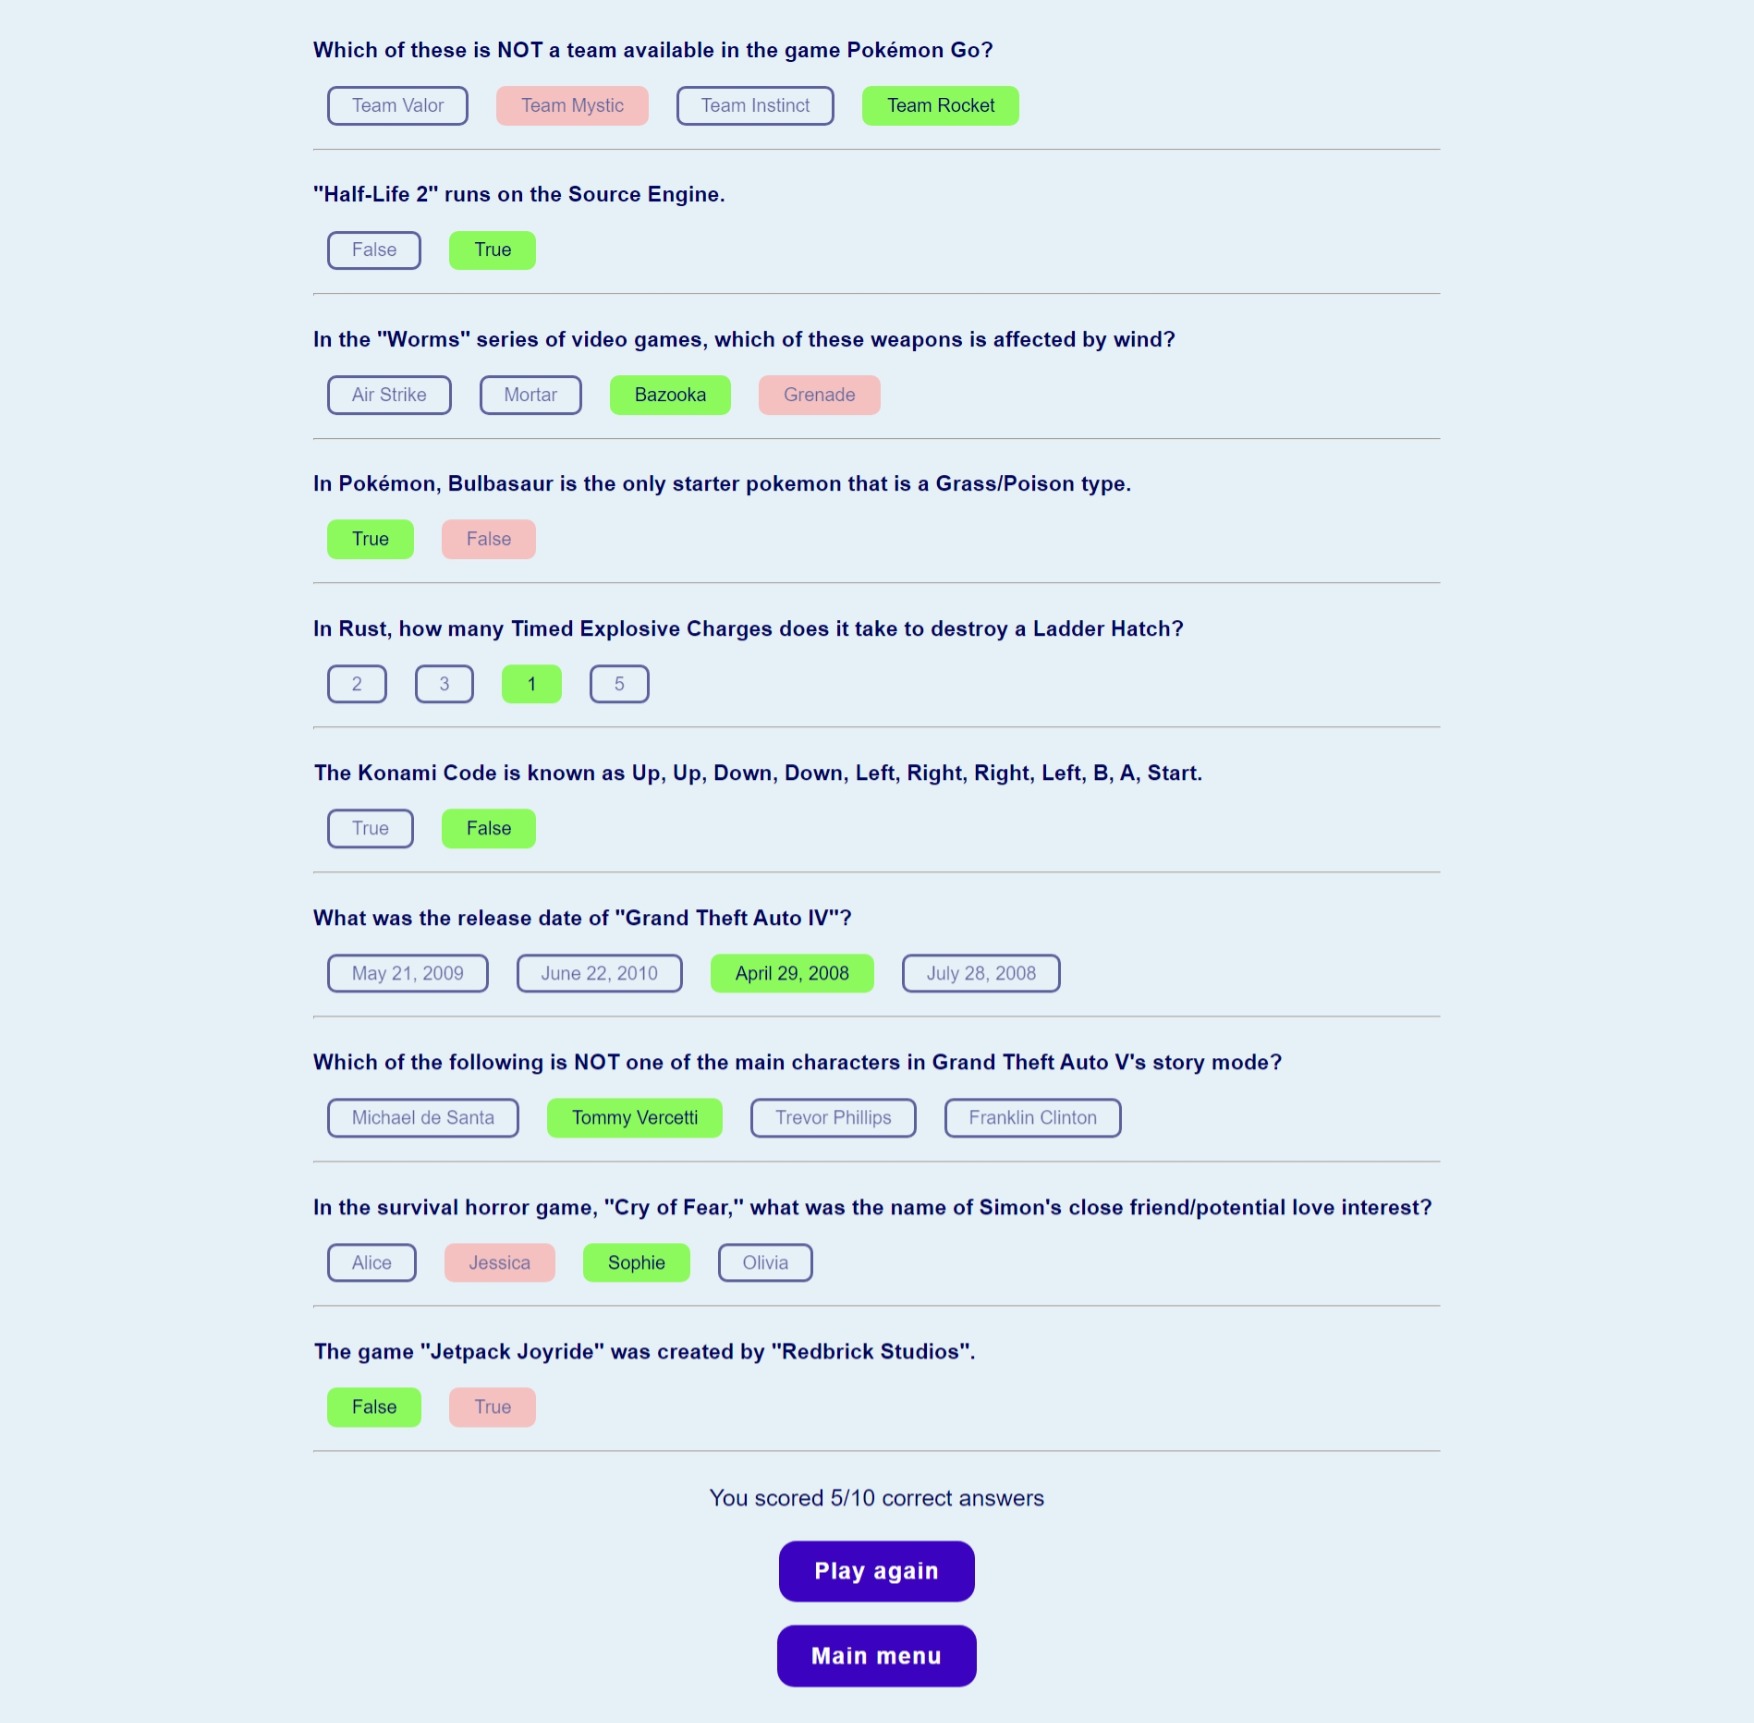 Which of these is NOT a team available in the game Pokémon Go?
Team Valor Team Mystic Team Instinct Team Rocket
"Half-Life 2" runs on the Source Engine.
False True
In the "Worms" series of video games, which of these weapons is affected by wind?
Air Strike Mortar Bazooka Grenade
In Pokémon, Bulbasaur is the only starter pokemon that is a Grass/Poison type.
True False
In Rust, how many Timed Explosive Charges does it take to destroy a Ladder Hatch?
2 3 1 5
The Konami Code is known as Up, Up, Down, Down, Left, Right, Right, Left, B, A, Start.
True False
What was the release date of "Grand Theft Auto IV"?
May 21, 2009 June 22, 2010 April 29, 2008 July 28, 2008
Which of the following is NOT one of the main characters in Grand Theft Auto V's story mode?
Michael de Santa Tommy Vercetti Trevor Phillips Franklin Clinton
In the survival horror game, "Cry of Fear," what was the name of Simon's close friend/potential love interest?
Alice Jessica Sophie Olivia
The game "Jetpack Joyride" was created by "Redbrick Studios".
False True
You scored 5/10 correct answers
Play again
Main menu